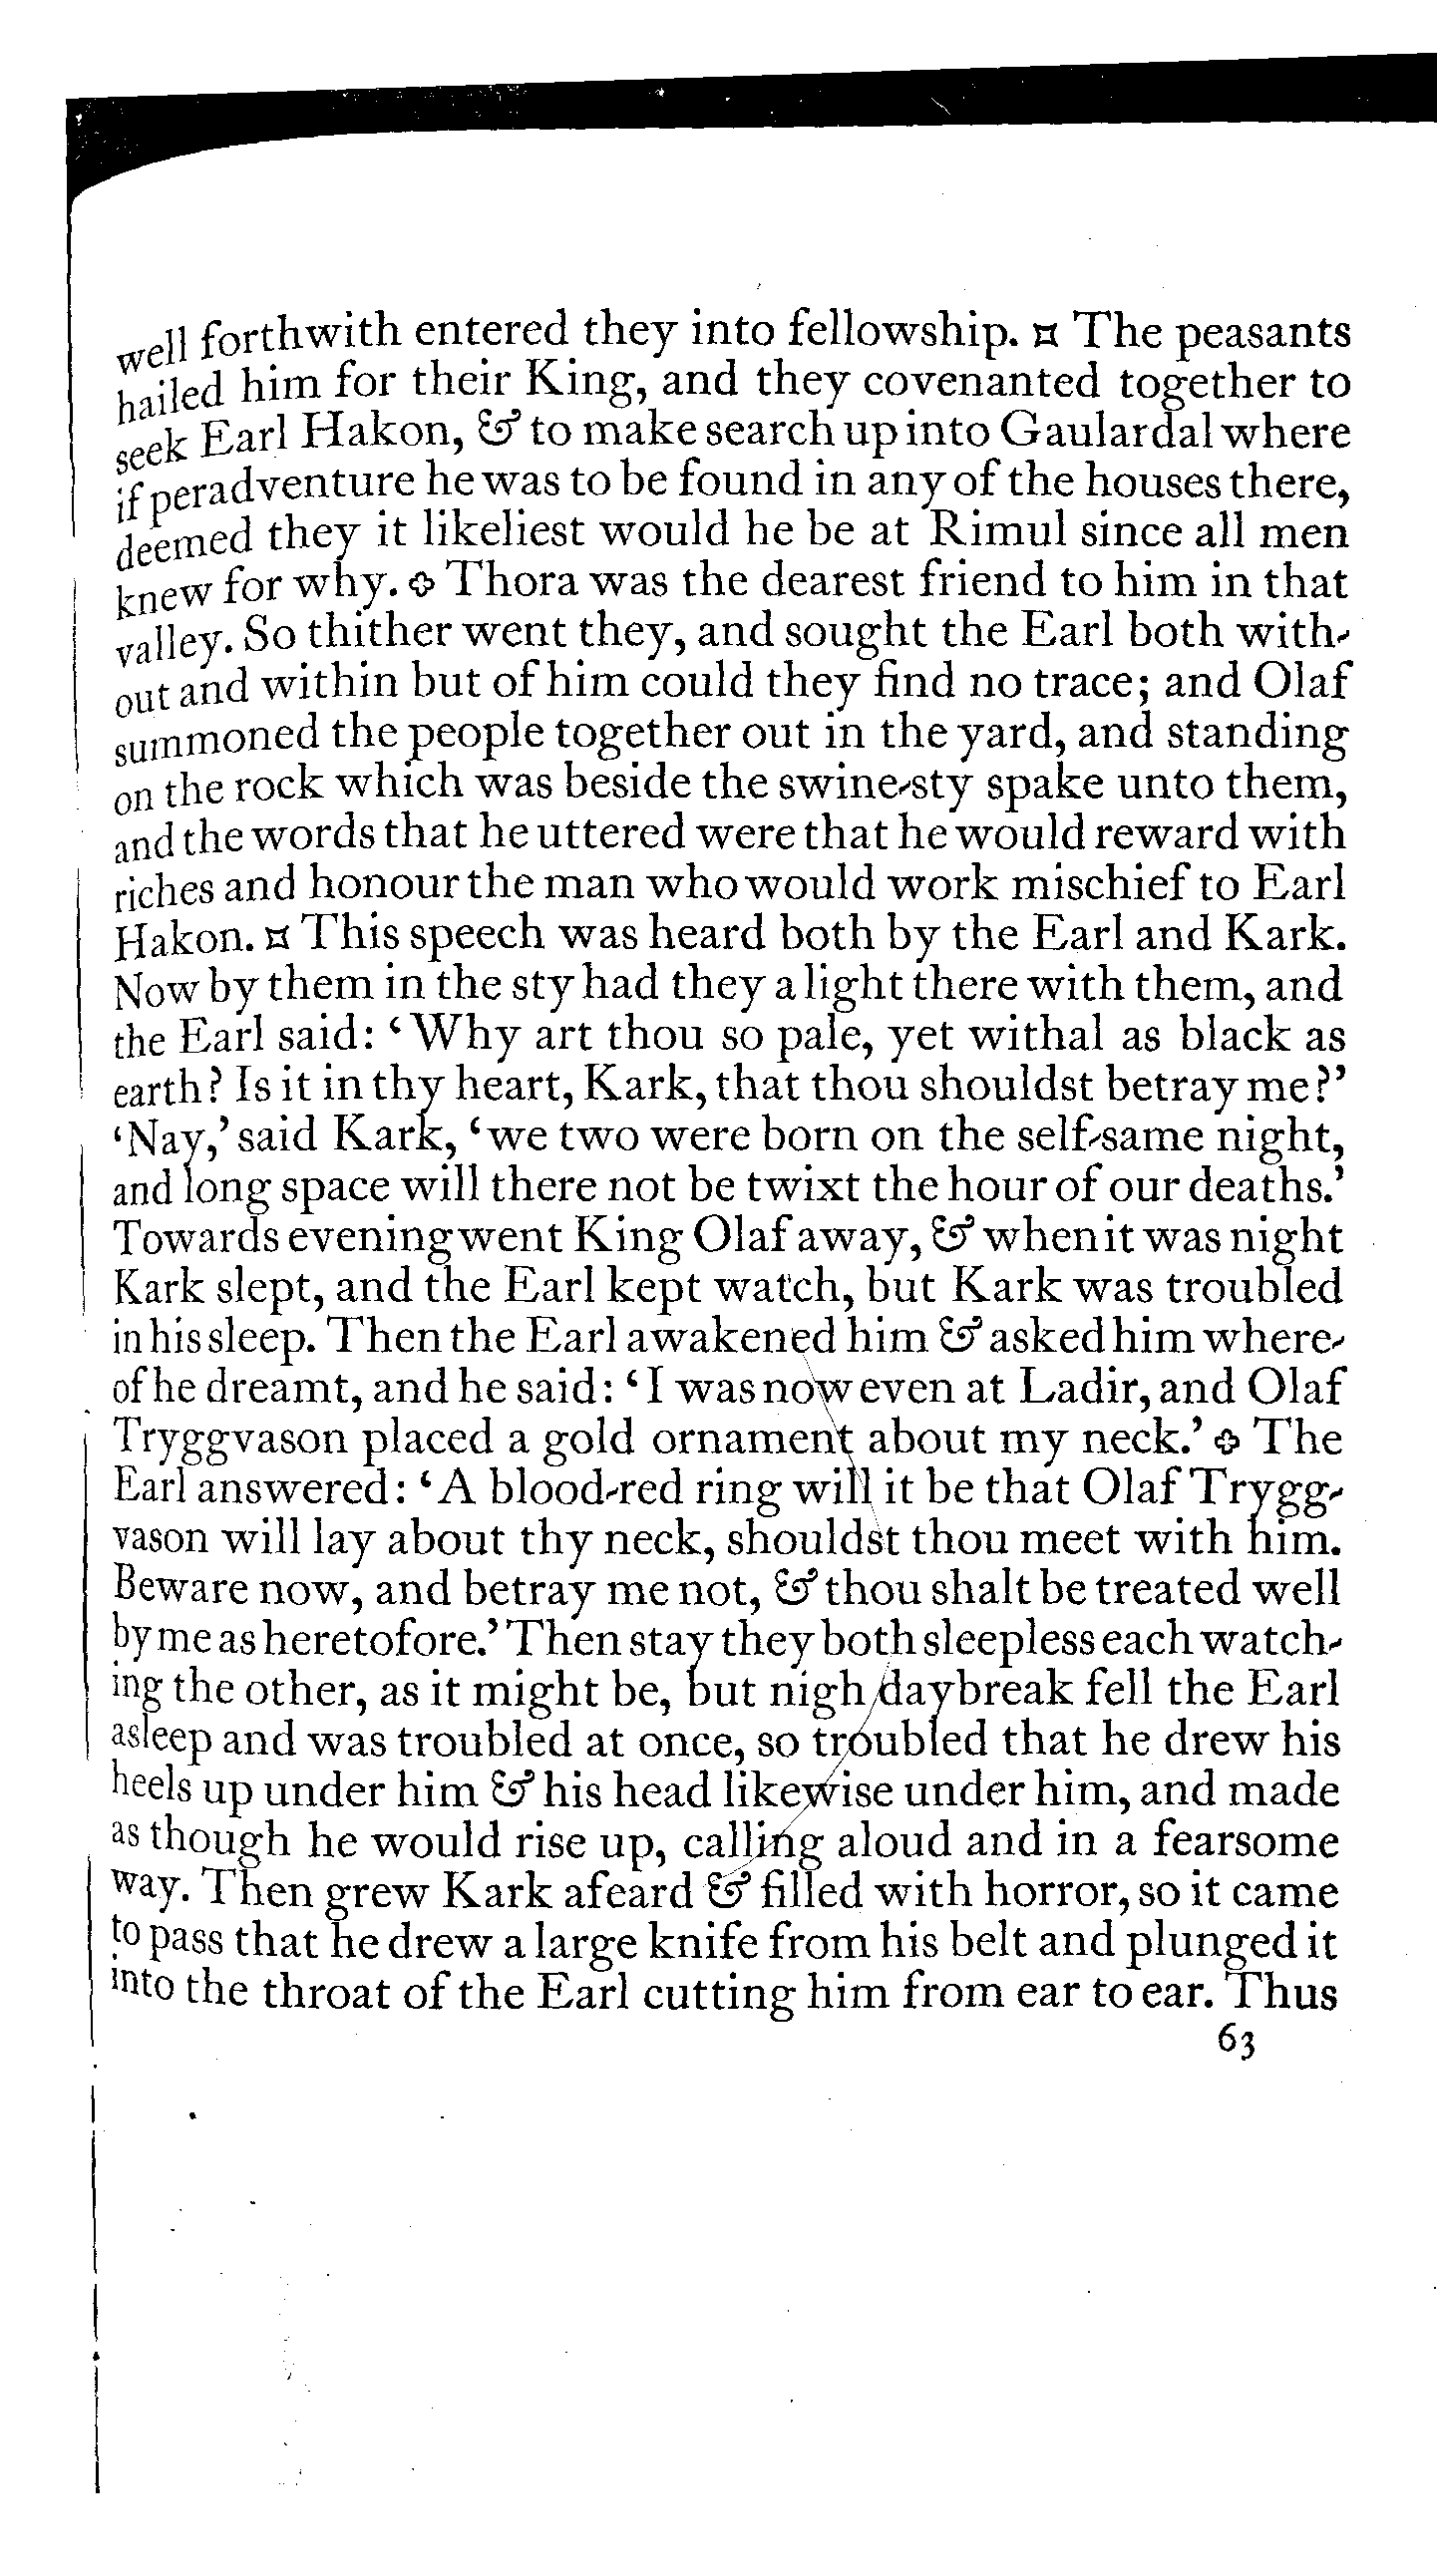 well forthwith entered they into fellowship. ¤ The peasants
hailed him for their King, and they covenanted together to
seek Earl Hakon, & to make search up into Gaulardal where
if peradventure he was to be found in any of the houses there,
deemed they it likeliest would he be at Rimul since all men
knew for why. ✥ Thora was the dearest friend to him in that
valley. So thither went they, and sought the Earl both with-
out and within but of him could they find no trace; and Olaf
summoned the people together out in the yard, and standing
on the rock which was beside the swine-sty spake unto them,
and the words that he uttered were that he would reward with
riches and honour the man who would work mischief to Earl
Hakon. ¤ This speech was heard both by the Earl and Kark.
Now by them in the sty had they a light there with them, and
the Earl said: ‘Why art thou so pale, yet withal as black as
earth? Is it in thy heart, Kark, that thou shouldst betray me?’
‘Nay,’ said Kark, ‘we two were born on the self-same night,
and long space will there not be twixt the hour of our deaths.’
Towards evening went King Olaf away, & when it was night
Kark slept, and the Earl kept watch, but Kark was troubled
in his sleep. Then the Earl awakened him & asked him where-
of he dreamt, and he said: ‘I was now even at Ladir, and Olaf
Tryggvason placed a gold ornament about my neck.’ ✥ The
Earl answered: ‘A blood-red ring will it be that Olaf Trygg-
vason will lay about thy neck, shouldst thou meet with him.
Beware now, and betray me not, & thou shalt be treated well
by me as heretofore.’ Then stay they both sleepless each watch-
ing the other, as it might be, but nigh daybreak fell the Earl
asleep and was troubled at once, so troubled that he drew his
heels up under him & his head likewise under him, and made
as though he would rise up, calling aloud and in a fearsome
way. Then grew Kark afeard & filled with horror, so it came
to pass that he drew a large knife from his belt and plunged it
into the throat of the Earl cutting him from ear to ear. Thus
63